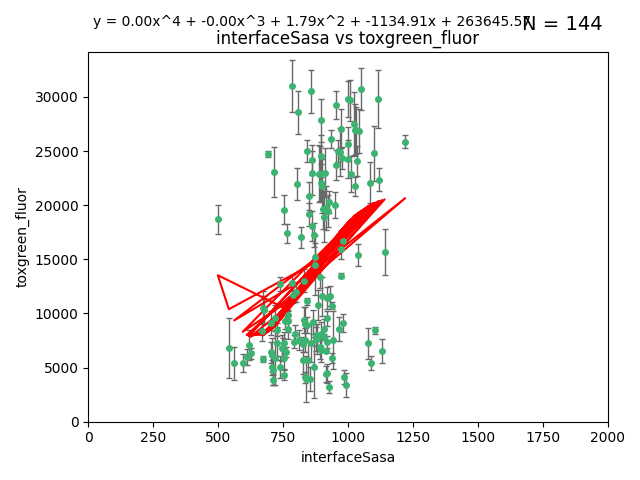 y = 0.00x^4 + -0.00x^3 + 1.79x^2 + -1134.91x + 263645.57,
N = 144
interfaceSasa vs toxgreen_fluor
30000
25000
20000
15000
10000
5000
0
toxgreen_fluor
0 250 500 750 1000 1250 1500 1750 2000
interfaceSasa